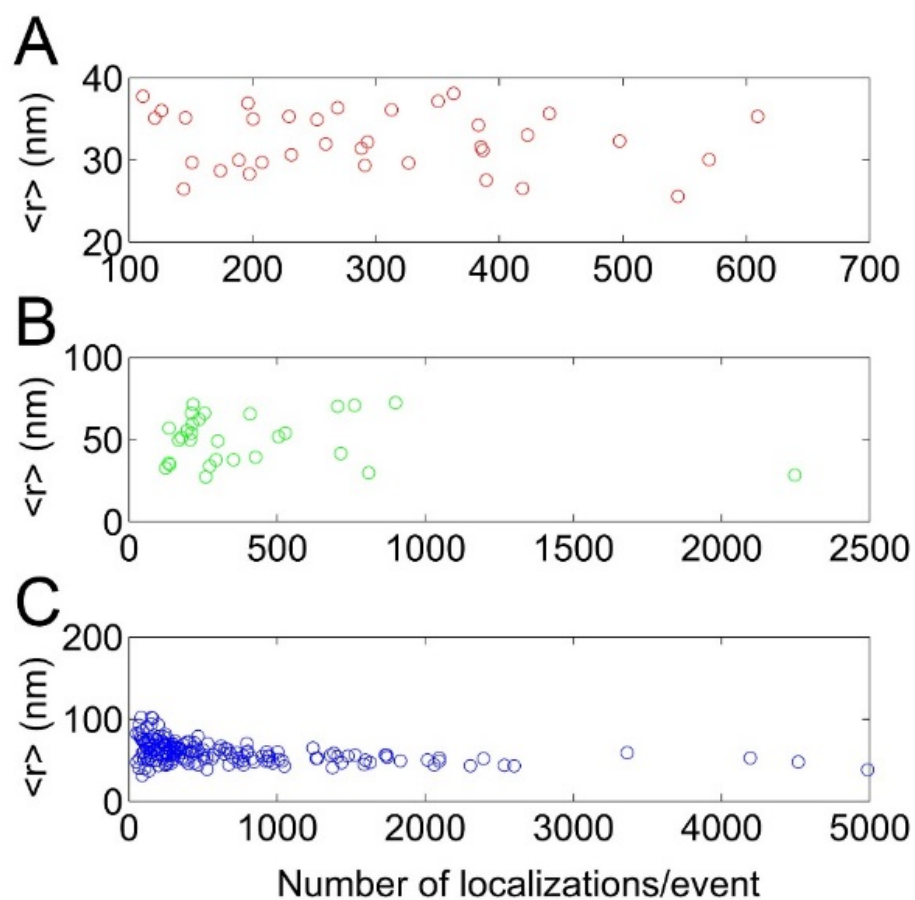 A
40
30
20
<r> (nm)
100 200 300 400 500 600 700
B
100
50
0
<r> (nm)
0 500 1000 1500 2000 2500
C
200
100
0
<r> (nm)
0 1000 2000 3000 4000 5000
Number of localizations/event